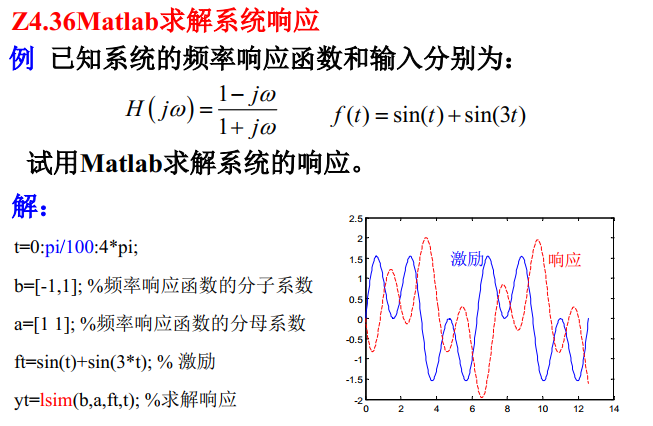 Z4.36Matlab求解系统响应
例 已知系统的频率响应函数和输入分别为：
H(jω) = (1 - jω)/(1 + jω) f(t) = sin(t) + sin(3t)
试用Matlab求解系统的响应。
解：
t=0:pi/100:4*pi;
b=[-1,1]; %频率响应函数的分子系数
a=[1 1]; %频率响应函数的分母系数
ft=sin(t)+sin(3*t); % 激励
yt=lsim(b,a,ft,t); %求解响应
2.5
2
1.5
1
0.5
0
-0.5
-1
-1.5
-2
激励 响应
0 2 4 6 8 10 12 14